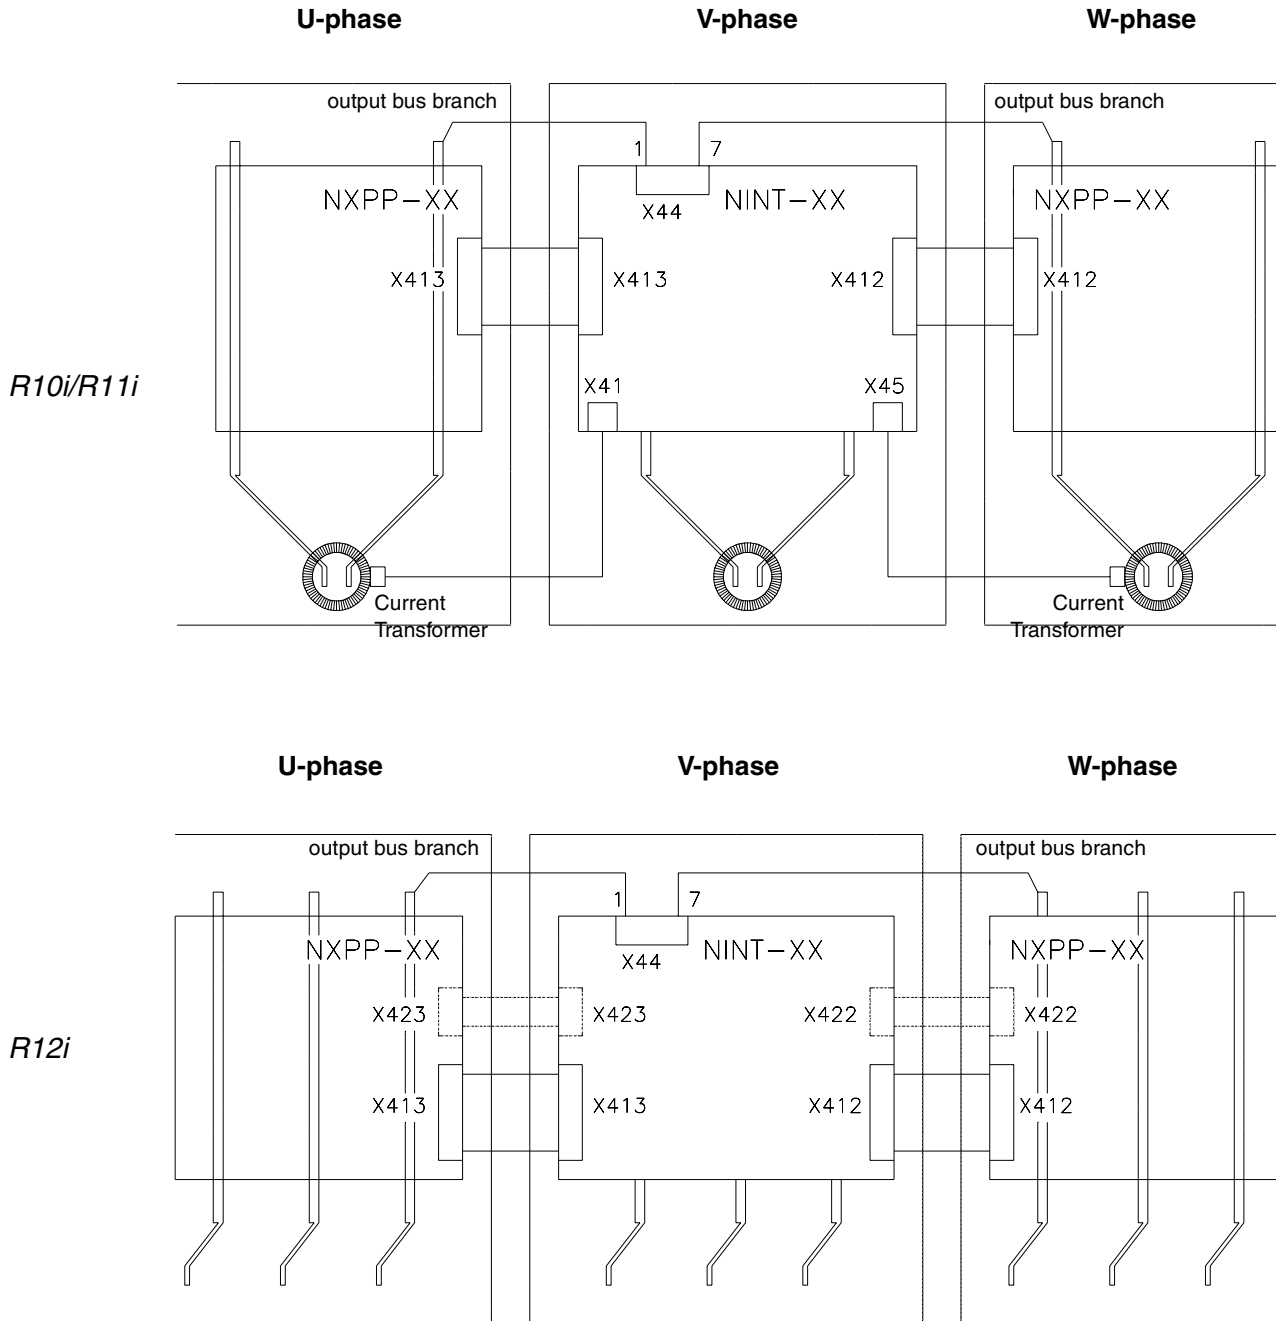 U-phase V-phase W-phase
output bus branch output bus branch
1 7
NXPP-XX X44 NINT-XX NXPP-XX
X413 X413 X412 X412
R10i/R11i X41 X45
Current Current
Transformer Transformer
U-phase V-phase W-phase
output bus branch output bus branch
1 7
NXPP-XX X44 NINT-XX NXPP-XX
X423 X423 X422 X422
R12i
X413 X413 X412 X412